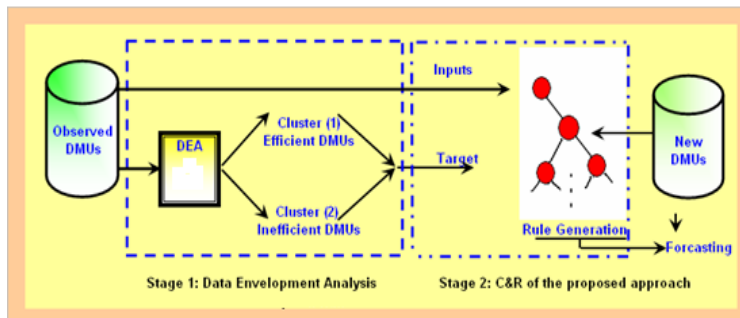 Observed
DMUs
DEA
Cluster (1)
Efficient DMUs
Cluster (2)
Inefficient DMUs
Stage 1: Data Envelopment Analysis
Inputs
Target
Rule Generation
New
DMUs
Forcasting
Stage 2: C&R of the proposed approach